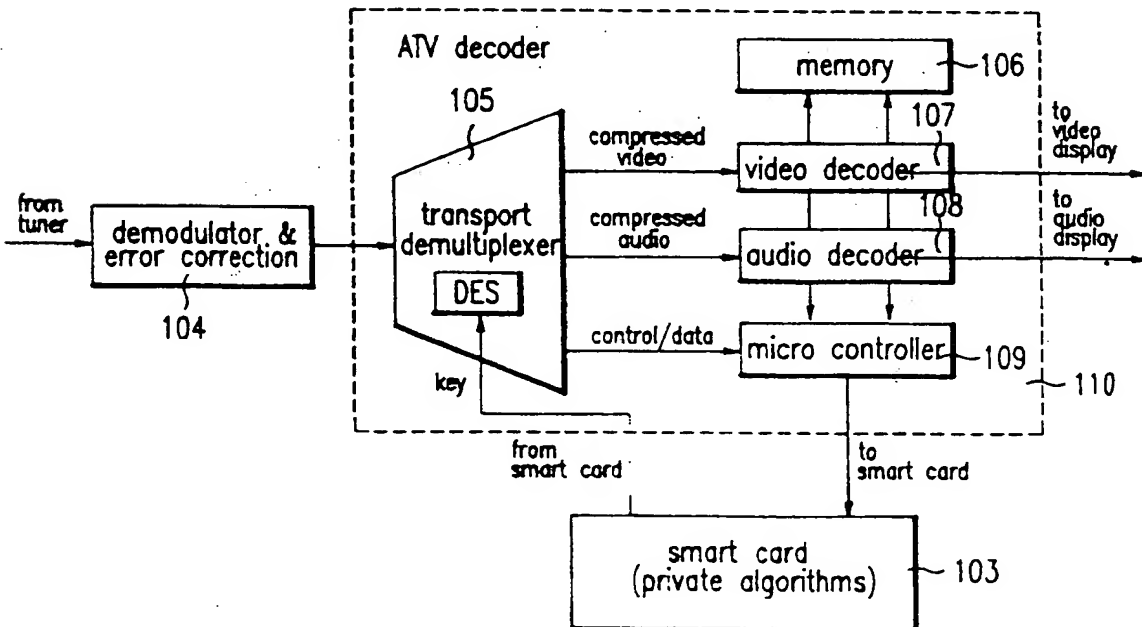 ATV decoder
105
memory
106
107
to
video
display
compressed
video
video decoder
108
from
tuner
demodulator & 
error correction
104
transport
demultiplexer
compressed
audio
audio decoder
to
audio
display
DES
control/data
micro controller
109
key
110
from
smart card
to
smart card
smart card
(private algorithms)
103